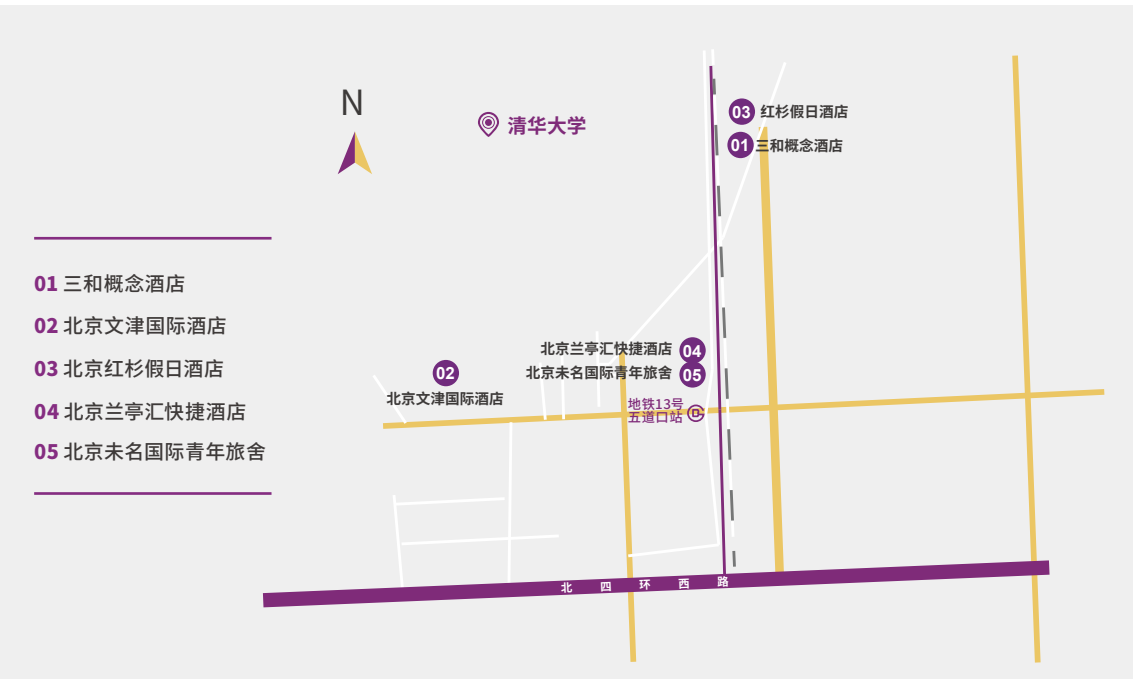 N
清华大学
03 红杉假日酒店
01 三和概念酒店
01 三和概念酒店
02 北京文津国际酒店
03 北京红杉假日酒店
04 北京兰亭汇快捷酒店
05 北京未名国际青年旅舍
北京兰亭汇快捷酒店 04
北京未名国际青年旅舍 05
02
北京文津国际酒店
地铁13号
五道口站
北四环西路